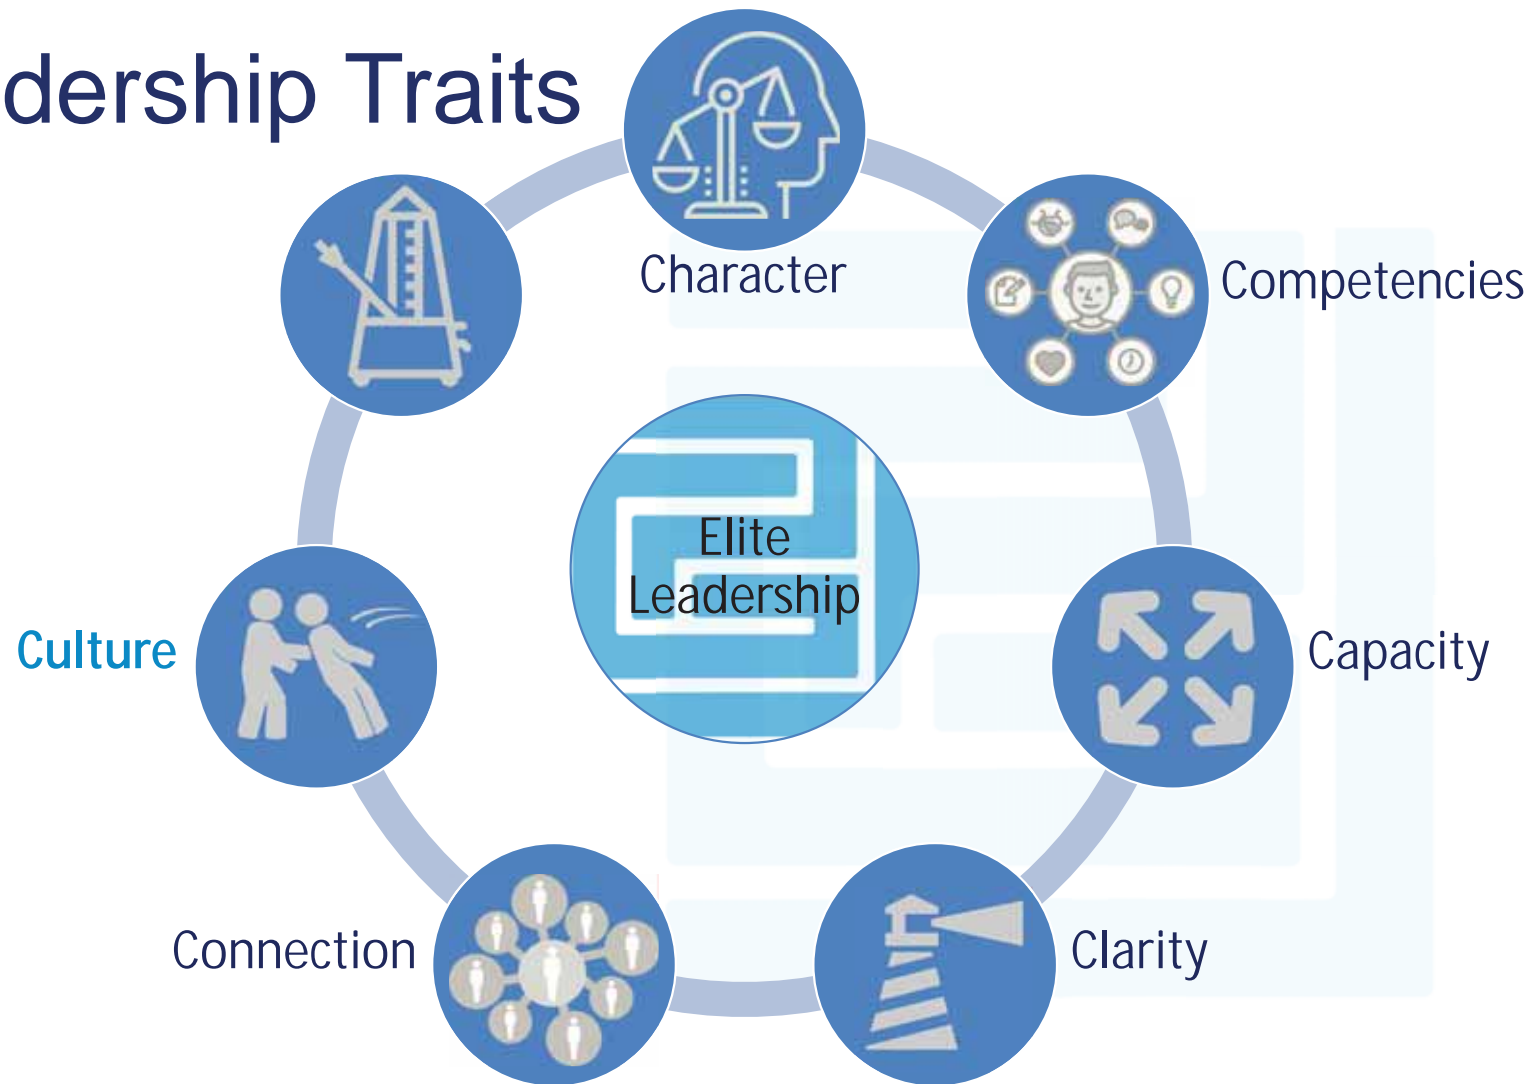 dership Traits
Character
Competencies
Elite
Leadership
Culture
Capacity
Connection
Clarity